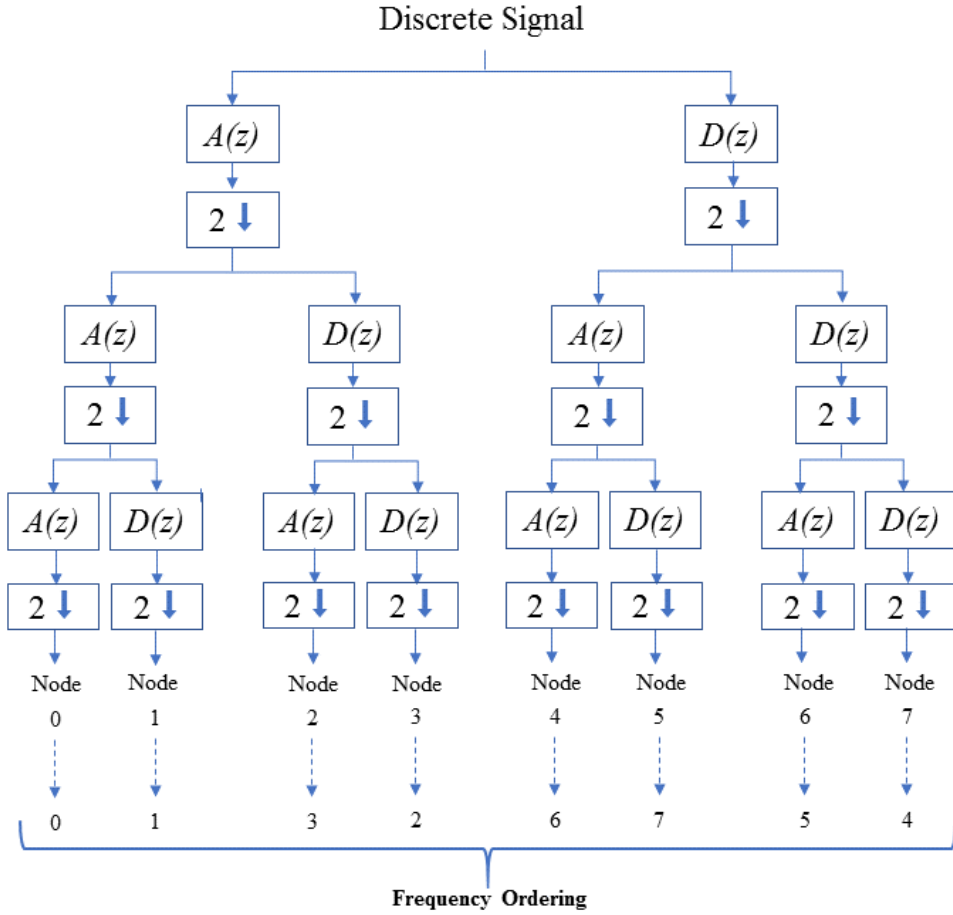 Discrete Signal
A(z) D(z)
2 2
A(z) D(z) A(z) D(z)
2 2 2 2
A(z) D(z) A(z) D(z) A(z) D(z) A(z) D(z)
2 2 2 2 2 2 2 2
Node Node Node Node Node Node Node Node
0 1 2 3 4 5 6 7
0 1 3 2 6 7 5 4
Frequency Ordering